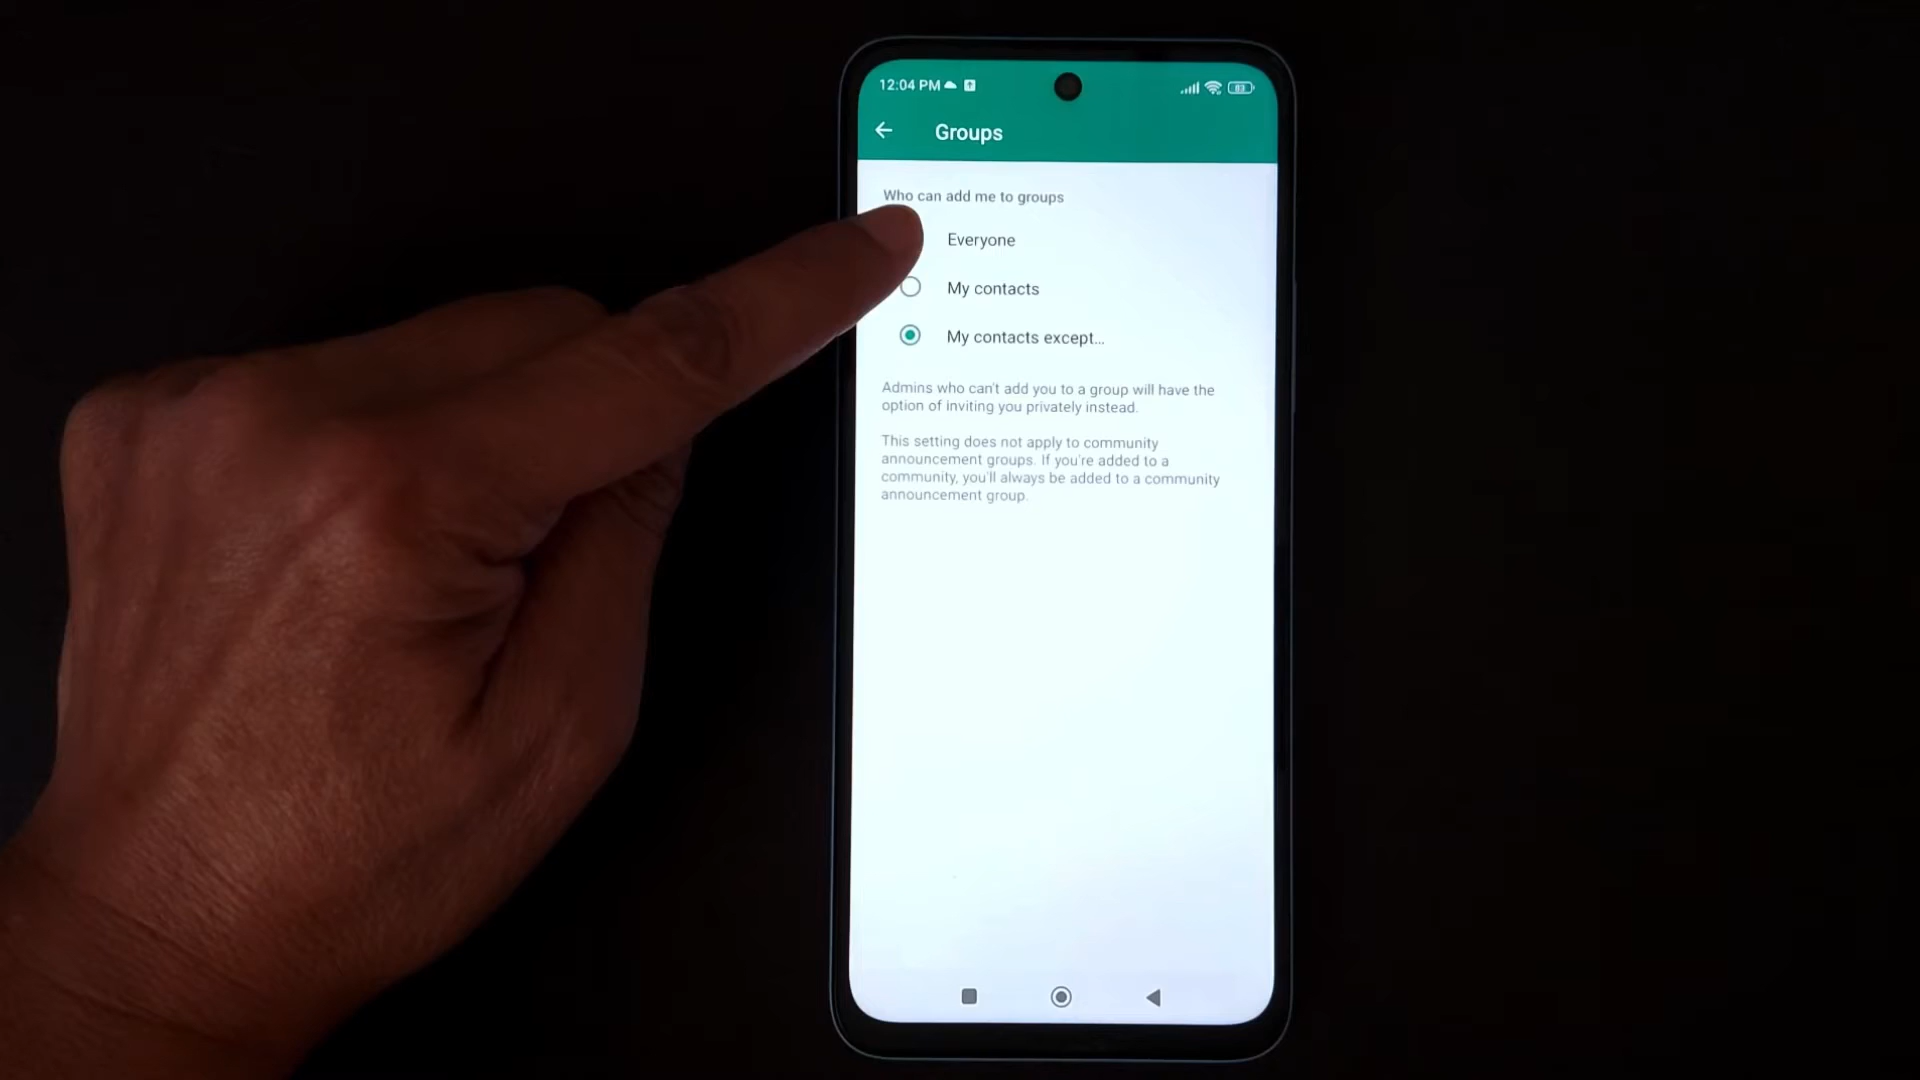 12:04 PM
83
Groups
Who can add me to groups
Everyone
My contacts
My contacts except...
Admins who can't add you to a group will have the
option of inviting you privately instead.
This setting does not apply to community
announcement groups. If you're added to a
community, you'll always be added to a community
announcement group.